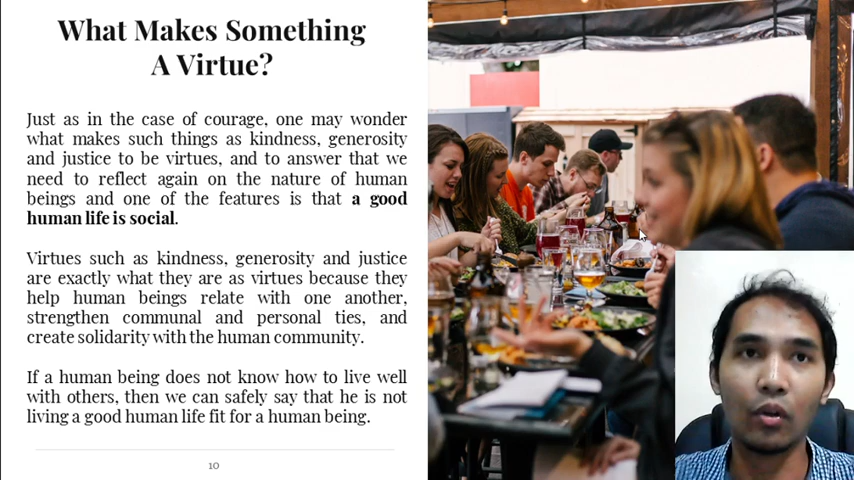 What Makes Something
A Virtue?
Just as in the case of courage, one may wonder
what makes such things as kindness, generosity
and justice to be virtues, and to answer that we
need to reflect again on the nature of human
beings and one of the features is that a good
human life is social.
Virtues such as kindness, generosity and justice
are exactly what they are as virtues because they
help human beings relate with one another,
strengthen communal and personal ties, and
create solidarity with the human community.
If a human being does not know how to live well
with others, then we can safely say that he is not
living a good human life fit for a human being.
10